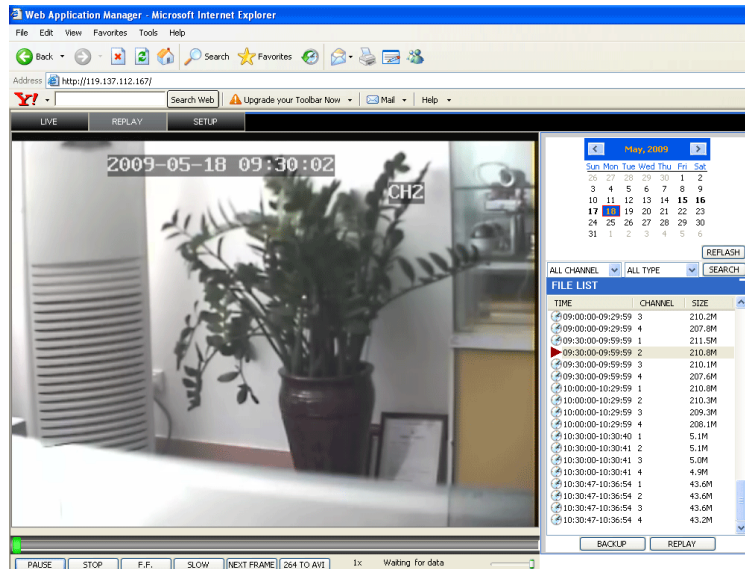 Web Application Manager - Microsoft Internet Explorer
File Edit View Favorites Tools Help
Back Search Favorites
Address http://119.137.112.167/
Y! Search Web Upgrade your Toolbar Now Mail Help
LIVE REPLAY SETUP
2009-05-18 09:30:02
CH2
May, 2009
Sun Mon Tue Wed Thu Fri Sat
26 27 28 29 30 1 2
3 4 5 6 7 8 9
10 11 12 13 14 15 16
17 18 19 20 21 22 23
24 25 26 27 28 29 30
31 1 2 3 4 5 6
REFLASH
ALL CHANNEL ALL TYPE SEARCH
FILE LIST
TIME CHANNEL SIZE
09:00:00-09:29:59 3 210.2M
09:00:00-09:29:59 4 207.8M
09:30:00-09:59:59 1 211.5M
09:30:00-09:59:59 2 210.8M
09:30:00-09:59:59 3 210.1M
09:30:00-09:59:59 4 207.6M
10:00:00-10:29:59 1 210.8M
10:00:00-10:29:59 2 210.3M
10:00:00-10:29:59 3 209.3M
10:00:00-10:29:59 4 208.1M
10:30:00-10:30:40 1 5.1M
10:30:00-10:30:41 2 5.1M
10:30:00-10:30:41 3 5.0M
10:30:00-10:30:41 4 4.9M
10:30:47-10:36:54 1 43.6M
10:30:47-10:36:54 2 43.6M
10:30:47-10:36:54 3 43.6M
10:30:47-10:36:54 4 43.2M
BACKUP REPLAY
PAUSE STOP F.F. SLOW NEXT FRAME 264 TO AVI 1x Waiting for data